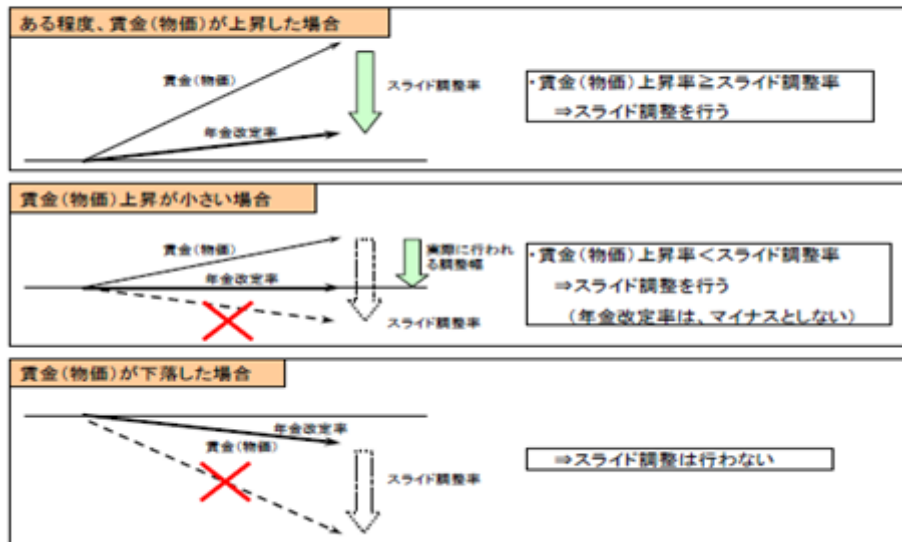 ある程度、賃金(物価)が上昇した場合
賃金(物価)
スライド調整率
年金改定率
・賃金(物価)上昇率≧スライド調整率
⇒スライド調整を行う
賃金(物価)上昇が小さい場合
賃金(物価)
年金改定率
実際に行われ
る調整幅
スライド調整率
・賃金(物価)上昇率<スライド調整率
⇒スライド調整を行う
(年金改定率は、マイナスとしない)
賃金(物価)が下落した場合
年金改定率
賃金(物価)
スライド調整率
⇒スライド調整は行わない